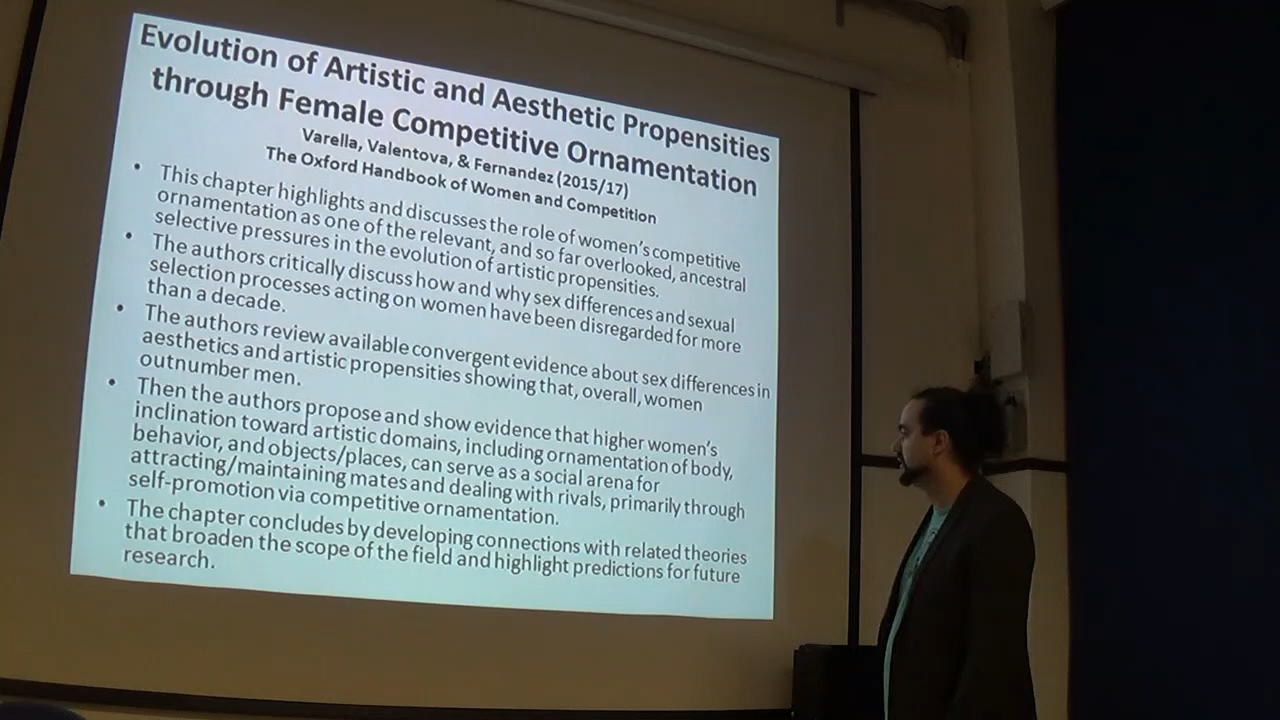 Evolution of Artistic and Aesthetic Propensities
through Female Competitive Ornamentation
Varella, Valentova, & Fernandez (2015/17)
The Oxford Handbook of Women and Competition
• This chapter highlights and discusses the role of women's competitive
ornamentation as one of the relevant, and so far overlooked, ancestral
selective pressures in the evolution of artistic propensities.
• The authors critically discuss how and why sex differences and sexual
selection processes acting on women have been disregarded for more
than a decade.
• The authors review available convergent evidence about sex differences in
aesthetics and artistic propensities showing that, overall, women
outnumber men.
• Then the authors propose and show evidence that higher women's
inclination toward artistic domains, including ornamentation of body,
behavior, and objects/places, can serve as a social arena for
attracting/maintaining mates and dealing with rivals, primarily through
self-promotion via competitive ornamentation.
• The chapter concludes by developing connections with related theories
that broaden the scope of the field and highlight predictions for future
research.